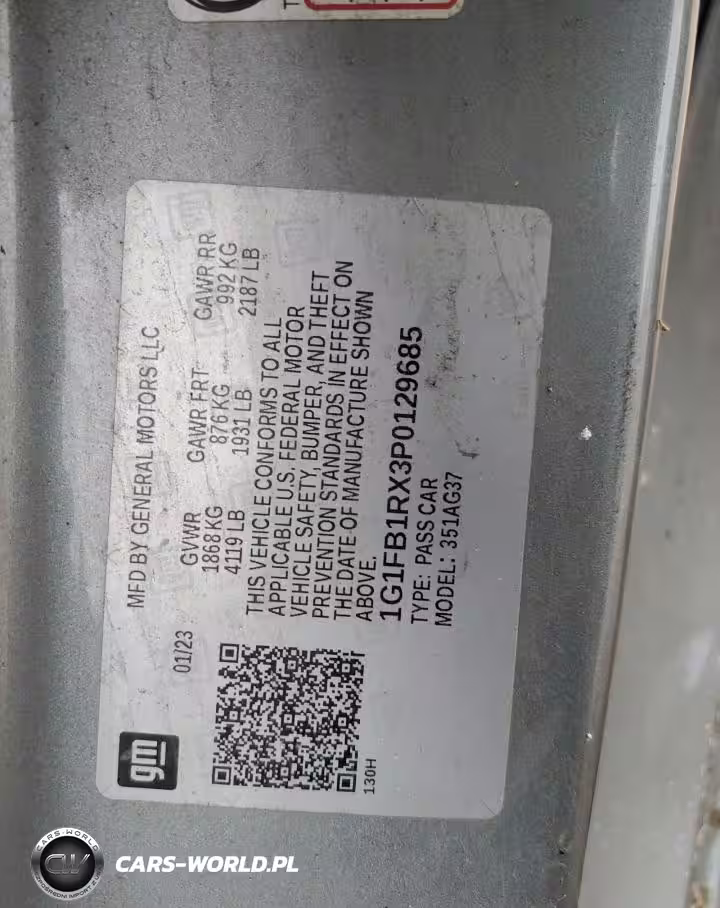 MFD BY GENERAL MOTORS LLC
gm
01/23
GVWR GAWR FRT GAWR RR
1868 KG 876 KG 992 KG
4119 LB 1931 LB 2187 LB
THIS VEHICLE CONFORMS TO ALL
APPLICABLE U.S. FEDERAL MOTOR
VEHICLE SAFETY, BUMPER, AND THEFT
PREVENTION STANDARDS IN EFFECT ON
THE DATE OF MANUFACTURE SHOWN
ABOVE.
1G1FB1RX3P0129685
TYPE: PASS CAR
MODEL: 351AG37
130H
CARS-WORLD
CW
CARS-WORLD.PL